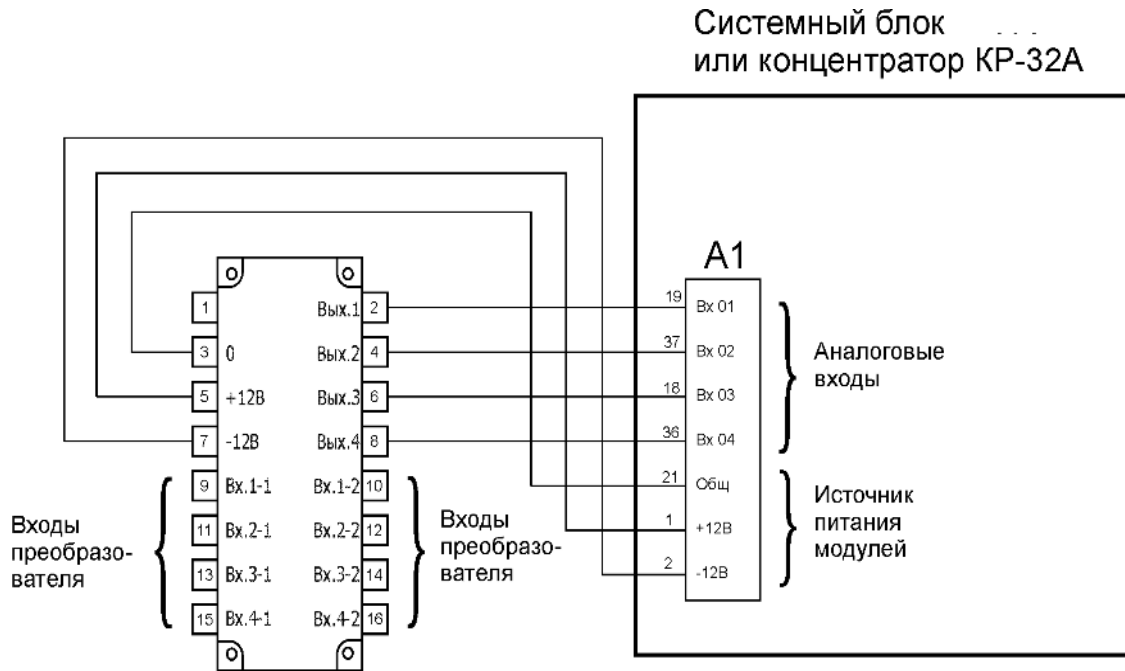 Системный блок ...
или концентратор КР-32А
А1
1
Вых.1 2
3 0
Вых.2 4
5 +12В
Вых.3 6
7 -12В
Вых.4 8
9 Вх.1-1
Вх.1-2 10
11 Вх.2-1
Вх.2-2 12
13 Вх.3-1
Вх.3-2 14
15 Вх.4-1
Вх.4-2 16
Входы
преобразо-
вателя
Входы
преобразо-
вателя
19 Вх 01
37 Вх 02
18 Вх 03
36 Вх 04
21 Общ
1 +12В
2 -12В
Аналоговые
входы
Источник
питания
модулей